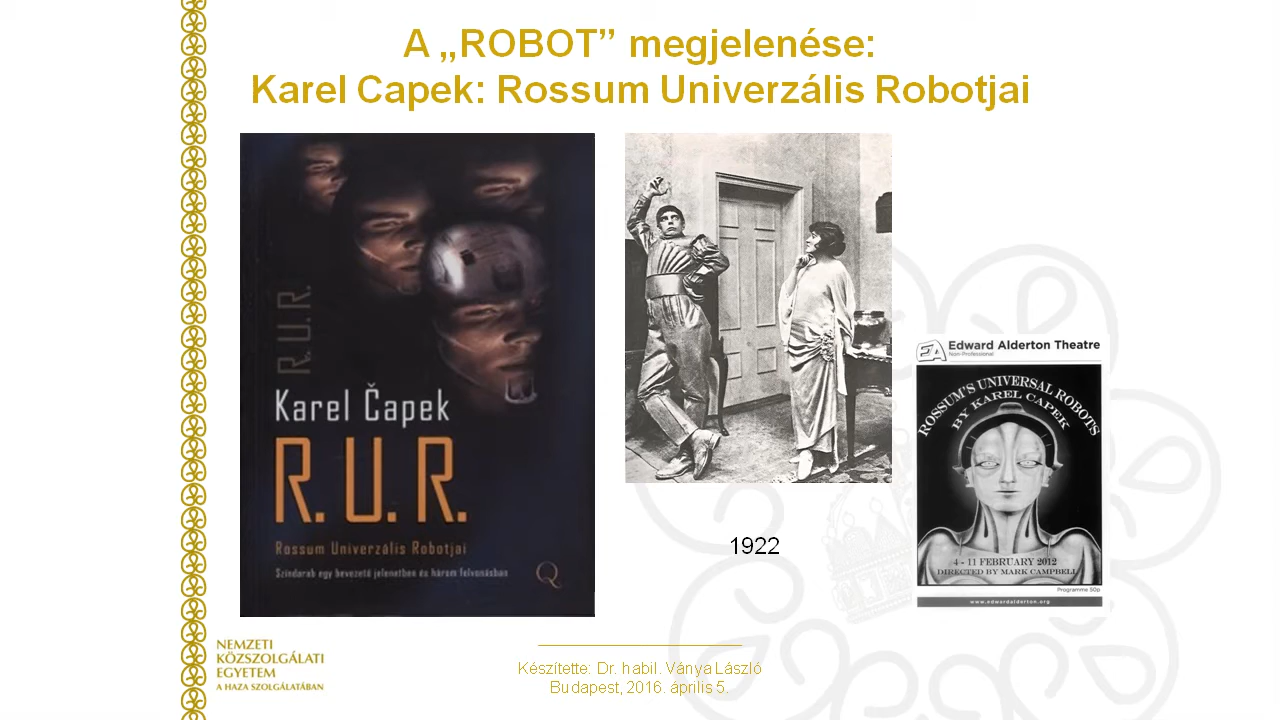 A „ROBOT” megjelenése:
Karel Capek: Rossum Univerzális Robotjai
R.U.R.
Karel Čapek
R.U.R.
Rossum Univerzális Robotjai
Színdarab egy bevezető jelenetben és három felvonásban
Q
1922
EA Edward Alderton Theatre
Non-Professional
ROSSUM'S UNIVERSAL ROBOTS
BY KAREL CAPEK
4 - 11 FEBRUARY 2012
DIRECTED BY MARK CAMPBELL
Programme 50p
www.edwardalderton.org
NEMZETI
KÖZSZOLGÁLATI
EGYETEM
A HAZA SZOLGÁLATÁBAN
Készítette: Dr. habil. Ványa László
Budapest, 2016. április 5.